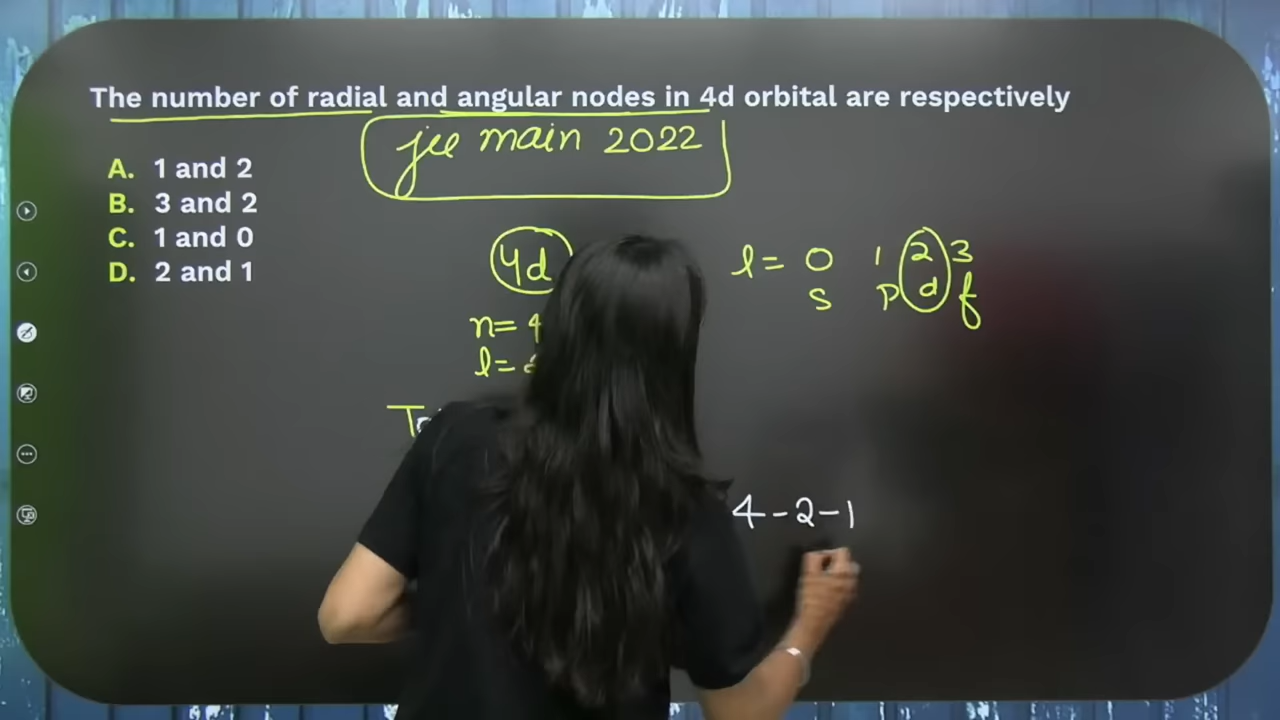 The number of radial and angular nodes in 4d orbital are respectively
jee main 2022
A. 1 and 2
B. 3 and 2
C. 1 and 0
D. 2 and 1
4d
l = 0 1 2 3
s p d f
n = 4
l =
4 - 2 - 1